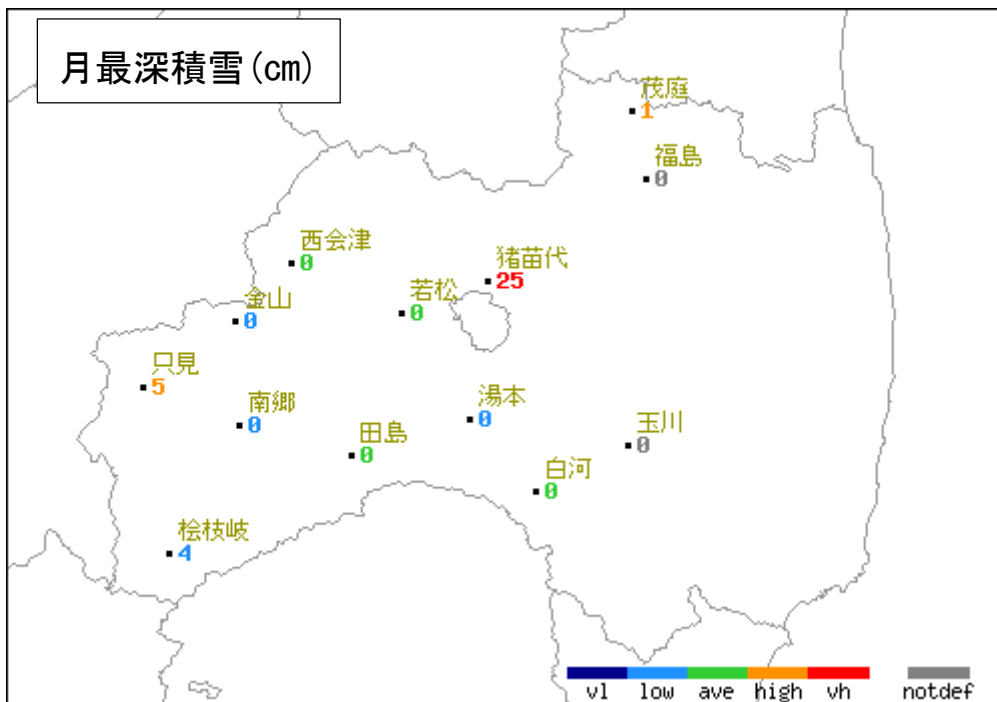 月最深積雪(cm)
茂庭
1
福島
0
西会津
0
猪苗代
25
若松
0
金山
0
只見
5
南郷
0
湯本
0
田島
0
玉川
0
白河
0
桧枝岐
4
vl low ave high vh notdef